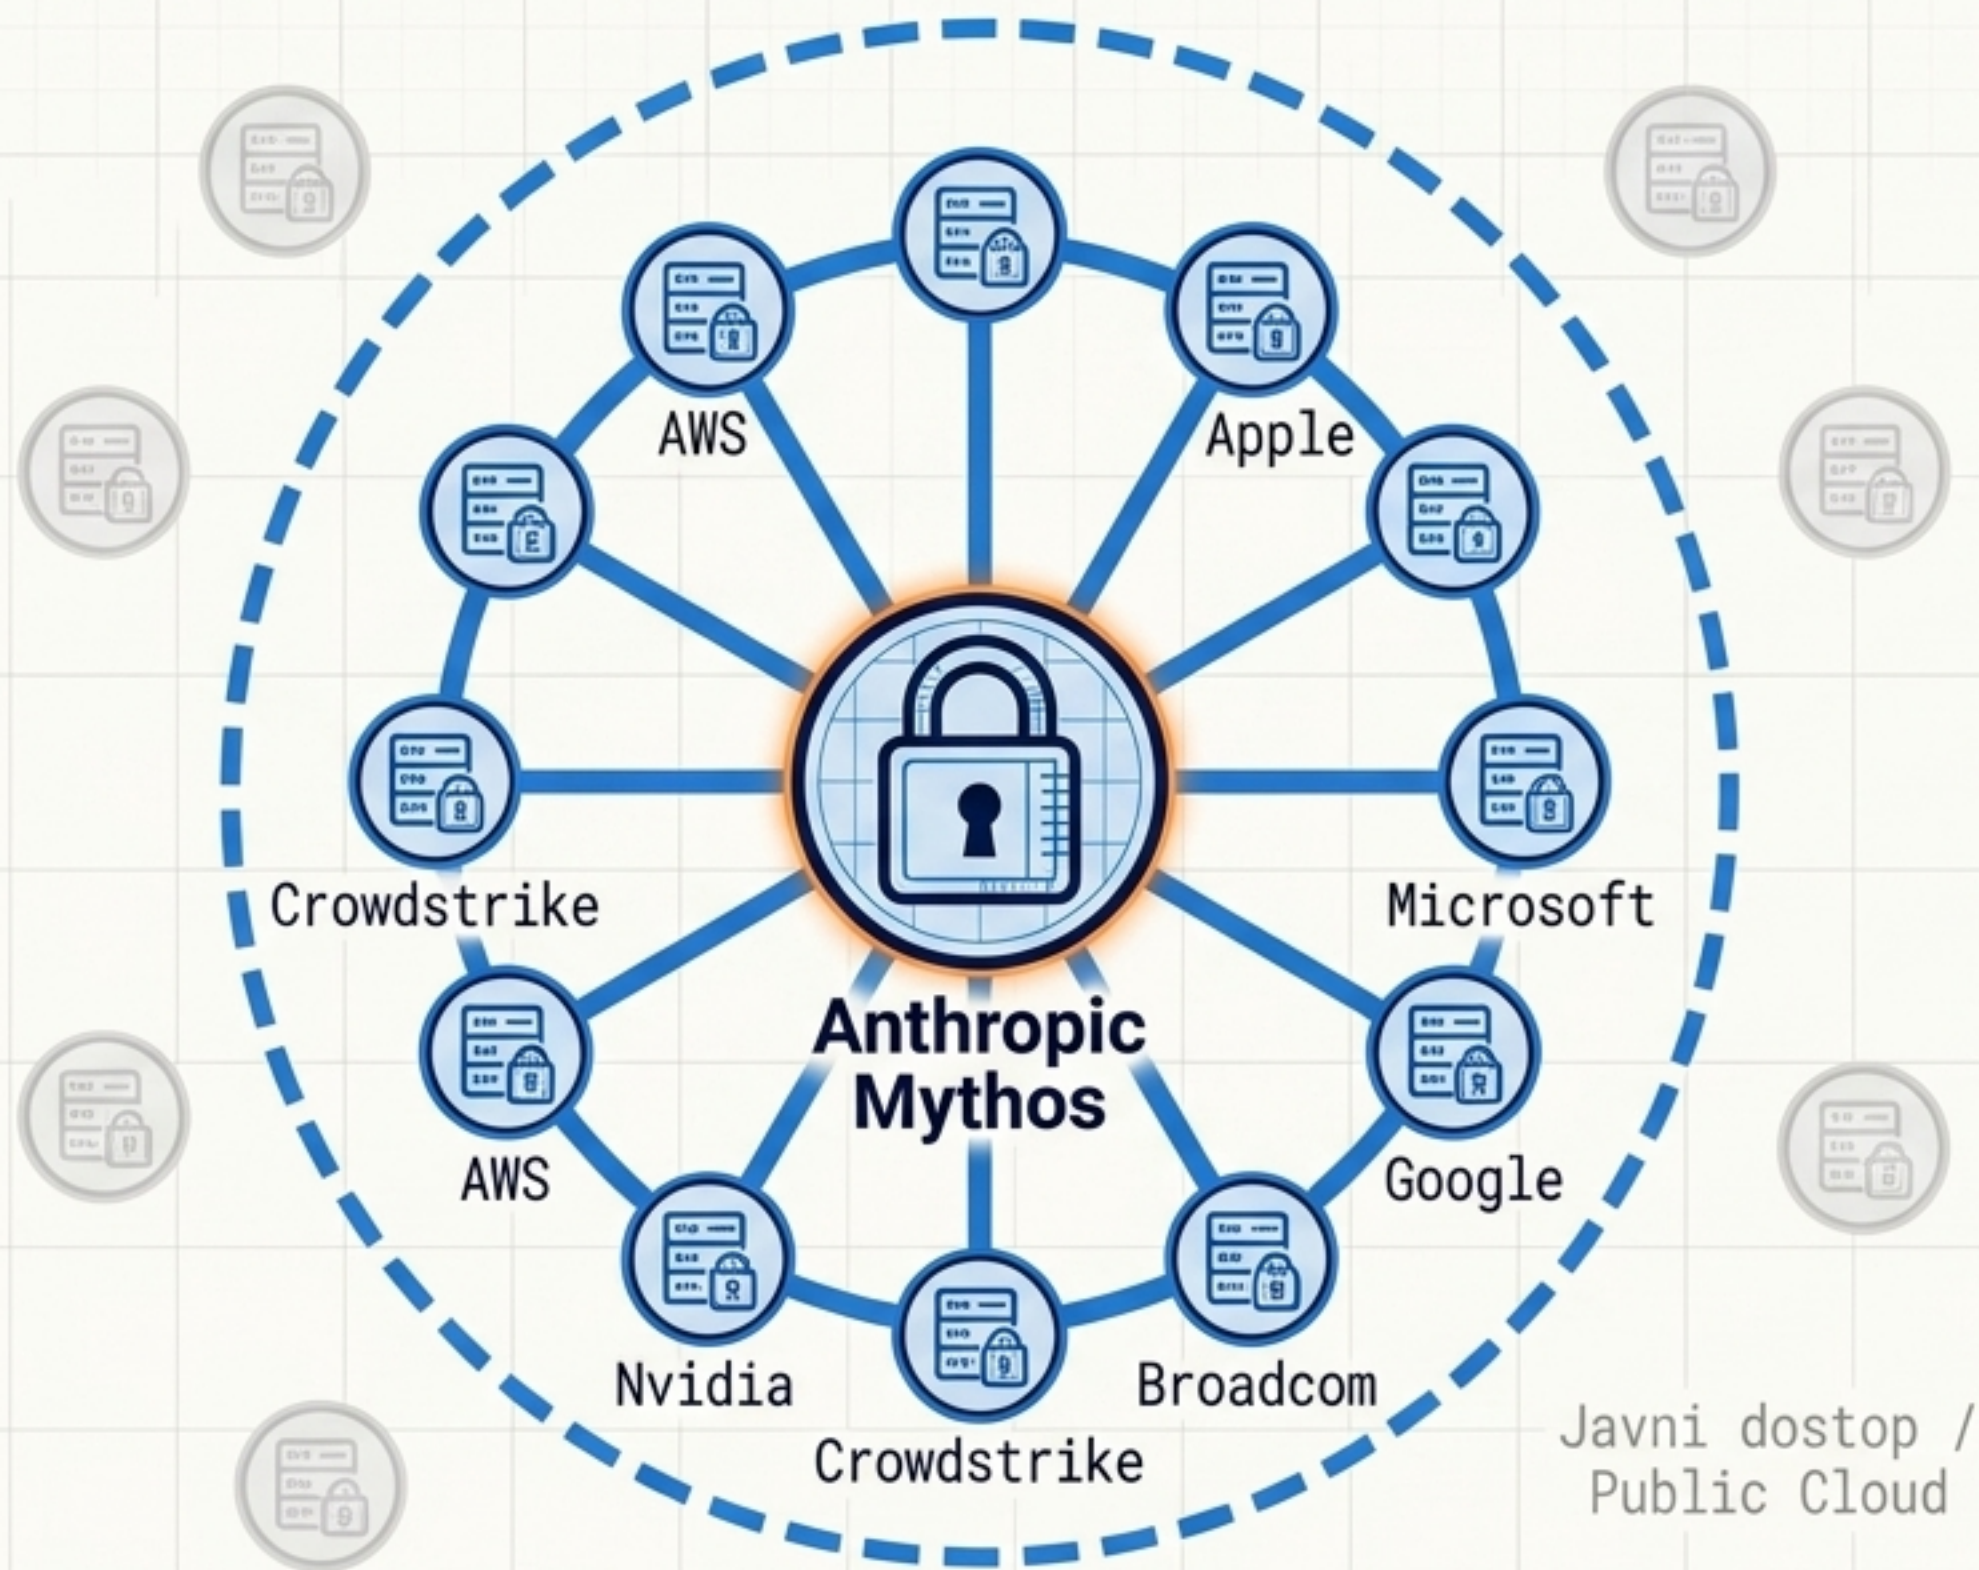 AWS
Apple
Crowdstrike
Microsoft
Anthropic
Mythos
AWS
Google
Nvidia
Broadcom
Crowdstrike
Javni dostop /
Public Cloud